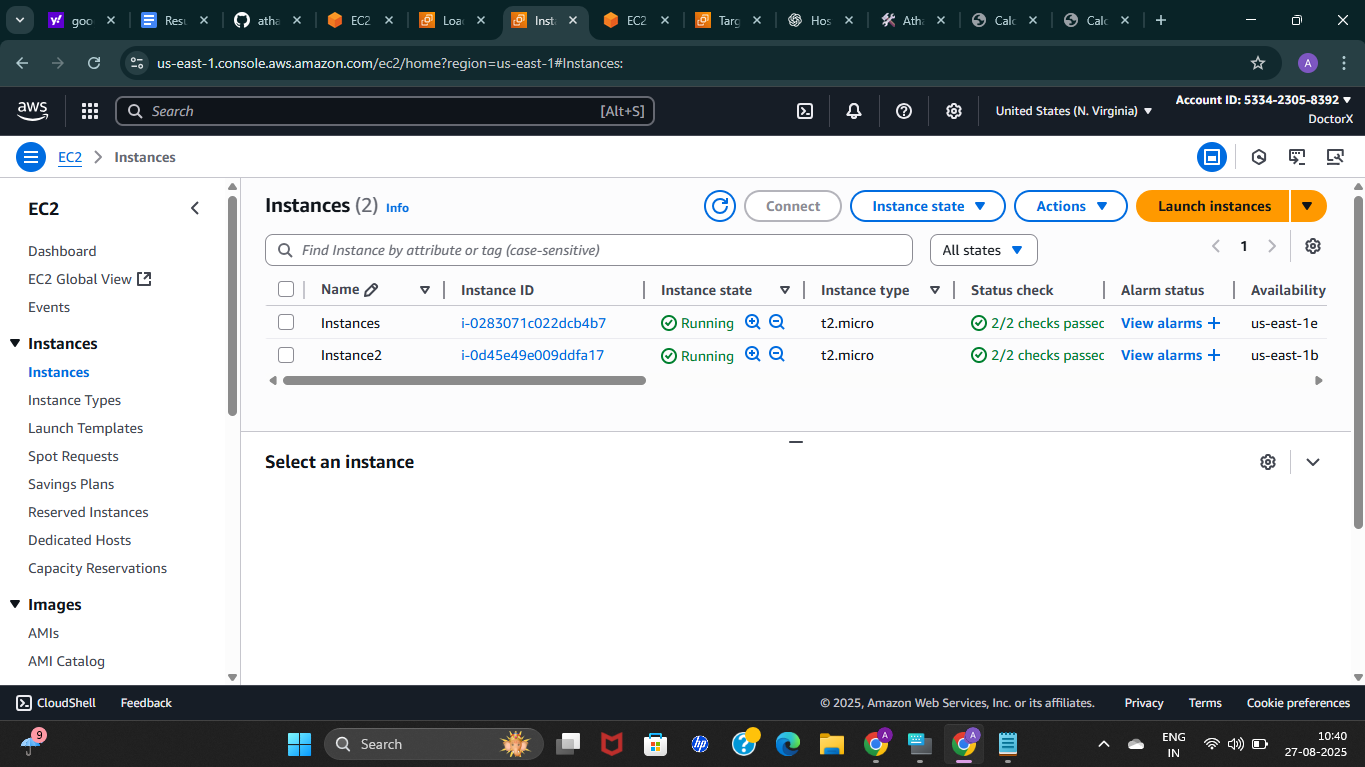 goo
Resu
atha
EC2
Loa
Inst
EC2
Targ
Hos
Atha
Calc
Calc
us-east-1.console.aws.amazon.com/ec2/home?region=us-east-1#Instances:
A
aws
Search
[Alt+S]
United States (N. Virginia)
Account ID: 5334-2305-8392
DoctorX
EC2
Instances
EC2
Dashboard
EC2 Global View
Events
Instances
Instances
Instance Types
Launch Templates
Spot Requests
Savings Plans
Reserved Instances
Dedicated Hosts
Capacity Reservations
Images
AMIs
AMI Catalog
Instances (2) Info
Connect
Instance state
Actions
Launch instances
Find Instance by attribute or tag (case-sensitive)
All states
1
Name Instance ID Instance state Instance type Status check Alarm status Availability
Instances i-0283071c022dcb4b7 Running t2.micro 2/2 checks passec View alarms + us-east-1e
Instance2 i-0d45e49e009ddfa17 Running t2.micro 2/2 checks passec View alarms + us-east-1b
Select an instance
CloudShell Feedback
© 2025, Amazon Web Services, Inc. or its affiliates. Privacy Terms Cookie preferences
9
Search
hp
A
A
ENG
IN
10:40
27-08-2025